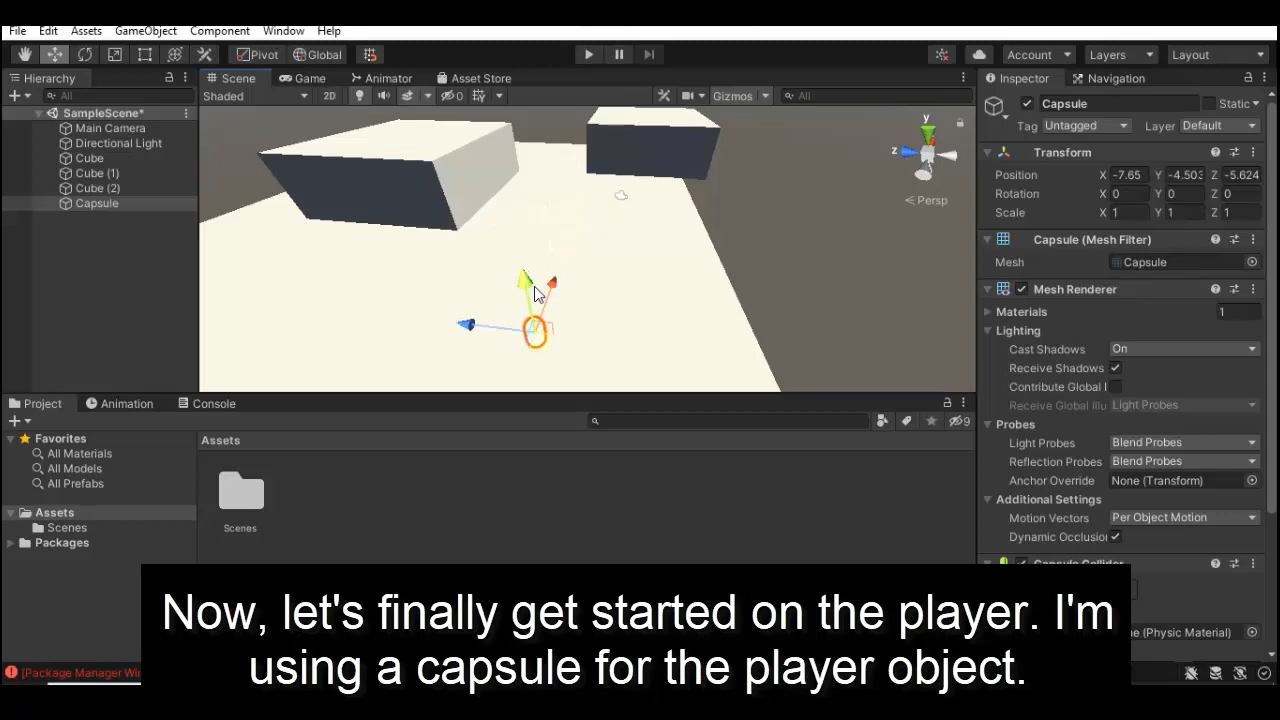 File Edit Assets GameObject Component Window Help
Pivot Global Account Layers Layout
Hierarchy Scene Game Animator Asset Store Inspector Navigation
All Shaded 2D 0 Gizmos All Capsule Static
SampleScene*
Main Camera
Directional Light
Cube
Cube (1)
Cube (2)
Capsule
y
z
Persp
Tag Untagged Layer Default
Transform
Position X -7.65 Y -4.503 Z -5.624
Rotation X 0 Y 0 Z 0
Scale X 1 Y 1 Z 1
Capsule (Mesh Filter)
Mesh Capsule
Mesh Renderer
Materials 1
Lighting
Cast Shadows On
Receive Shadows
Contribute Global I
Receive Global Illu Light Probes
Probes
Light Probes Blend Probes
Reflection Probes Blend Probes
Anchor Override None (Transform)
Additional Settings
Motion Vectors Per Object Motion
Dynamic Occlusion
Capsule Collider
ne (Physic Material)
Project Animation Console
9
Favorites
All Materials
All Models
All Prefabs
Assets
Scenes
Packages
Assets
Scenes
[Package Manager Win
Now, let's finally get started on the player. I'm
using a capsule for the player object.